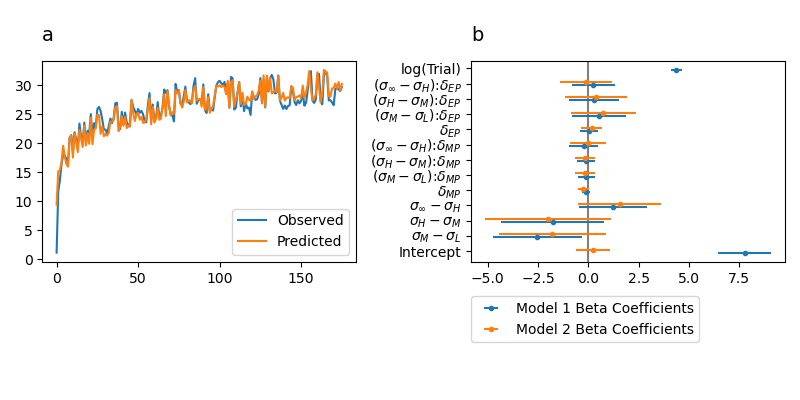 a
30
25
20
15
10
5
0
0
50
100
150
Observed
Predicted
b
log(Trial)
(σ∞ − σH):δEP
(σH − σM):δEP
(σM − σL):δEP
δEP
(σ∞ − σH):δMP
(σH − σM):δMP
(σM − σL):δMP
δMP
σ∞ − σH
σH − σM
σM − σL
Intercept
−5.0 −2.5 0.0 2.5 5.0 7.5
Model 1 Beta Coefficients
Model 2 Beta Coefficients